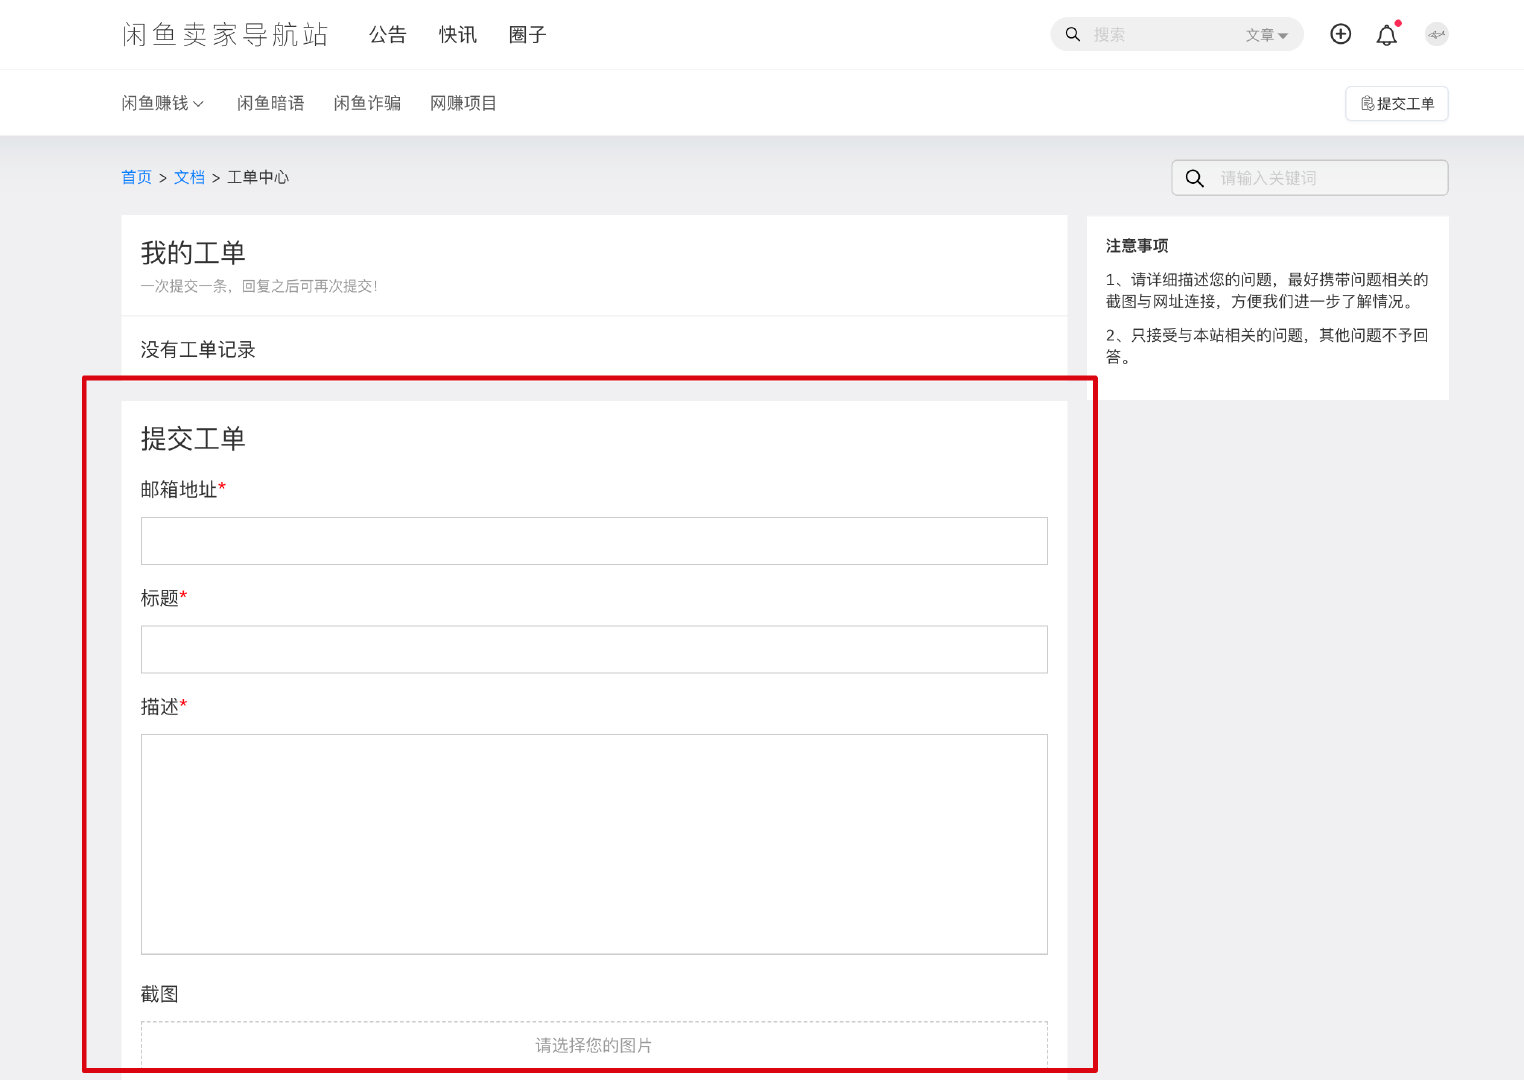 闲鱼卖家导航站 公告 快讯 圈子 搜索 文章
闲鱼赚钱 闲鱼暗语 闲鱼诈骗 网赚项目 提交工单
首页 > 文档 > 工单中心 请输入关键词
我的工单
一次提交一条，回复之后可再次提交!
没有工单记录
注意事项
1、请详细描述您的问题，最好携带问题相关的
截图与网址连接，方便我们进一步了解情况。
2、只接受与本站相关的问题，其他问题不予回
答。
提交工单
邮箱地址*
标题*
描述*
截图
请选择您的图片